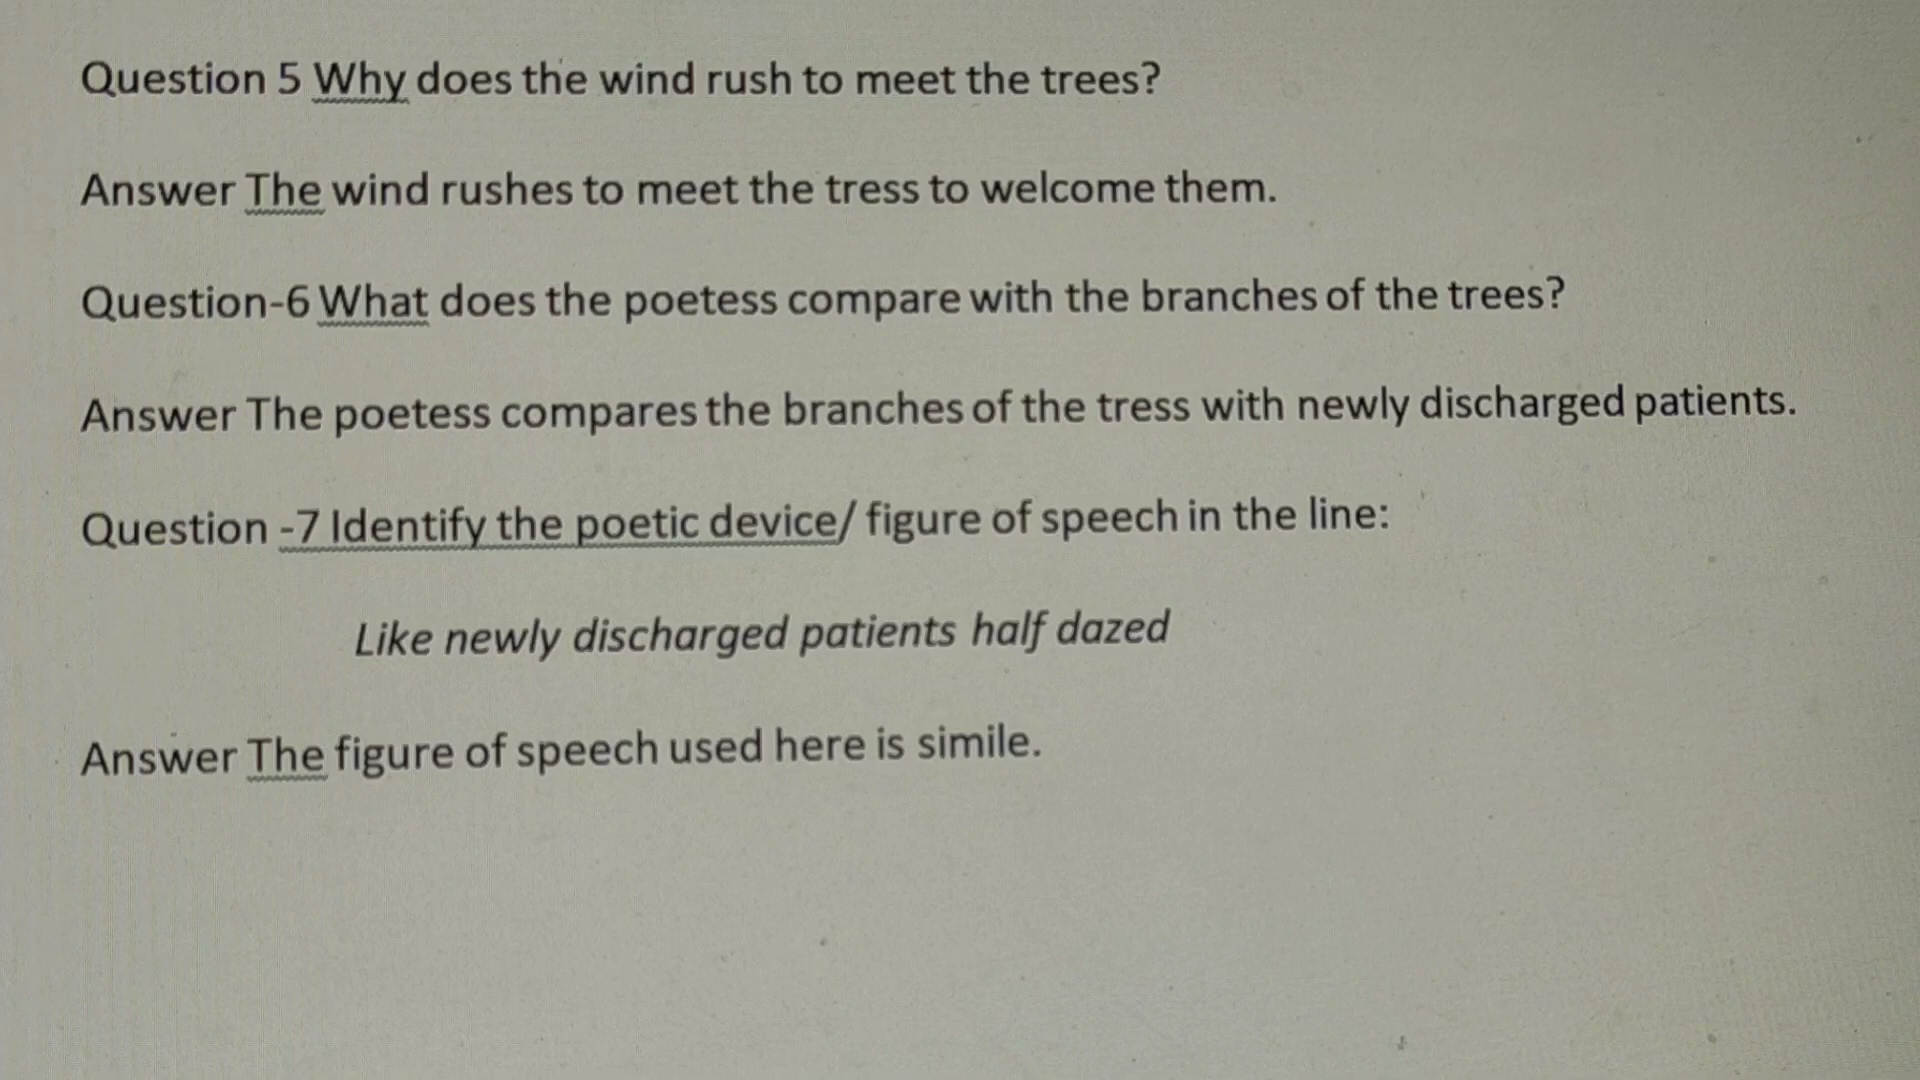 Question 5 Why does the wind rush to meet the trees?
Answer The wind rushes to meet the tress to welcome them.
Question-6 What does the poetess compare with the branches of the trees?
Answer The poetess compares the branches of the tress with newly discharged patients.
Question -7 Identify the poetic device/ figure of speech in the line:
Like newly discharged patients half dazed
Answer The figure of speech used here is simile.